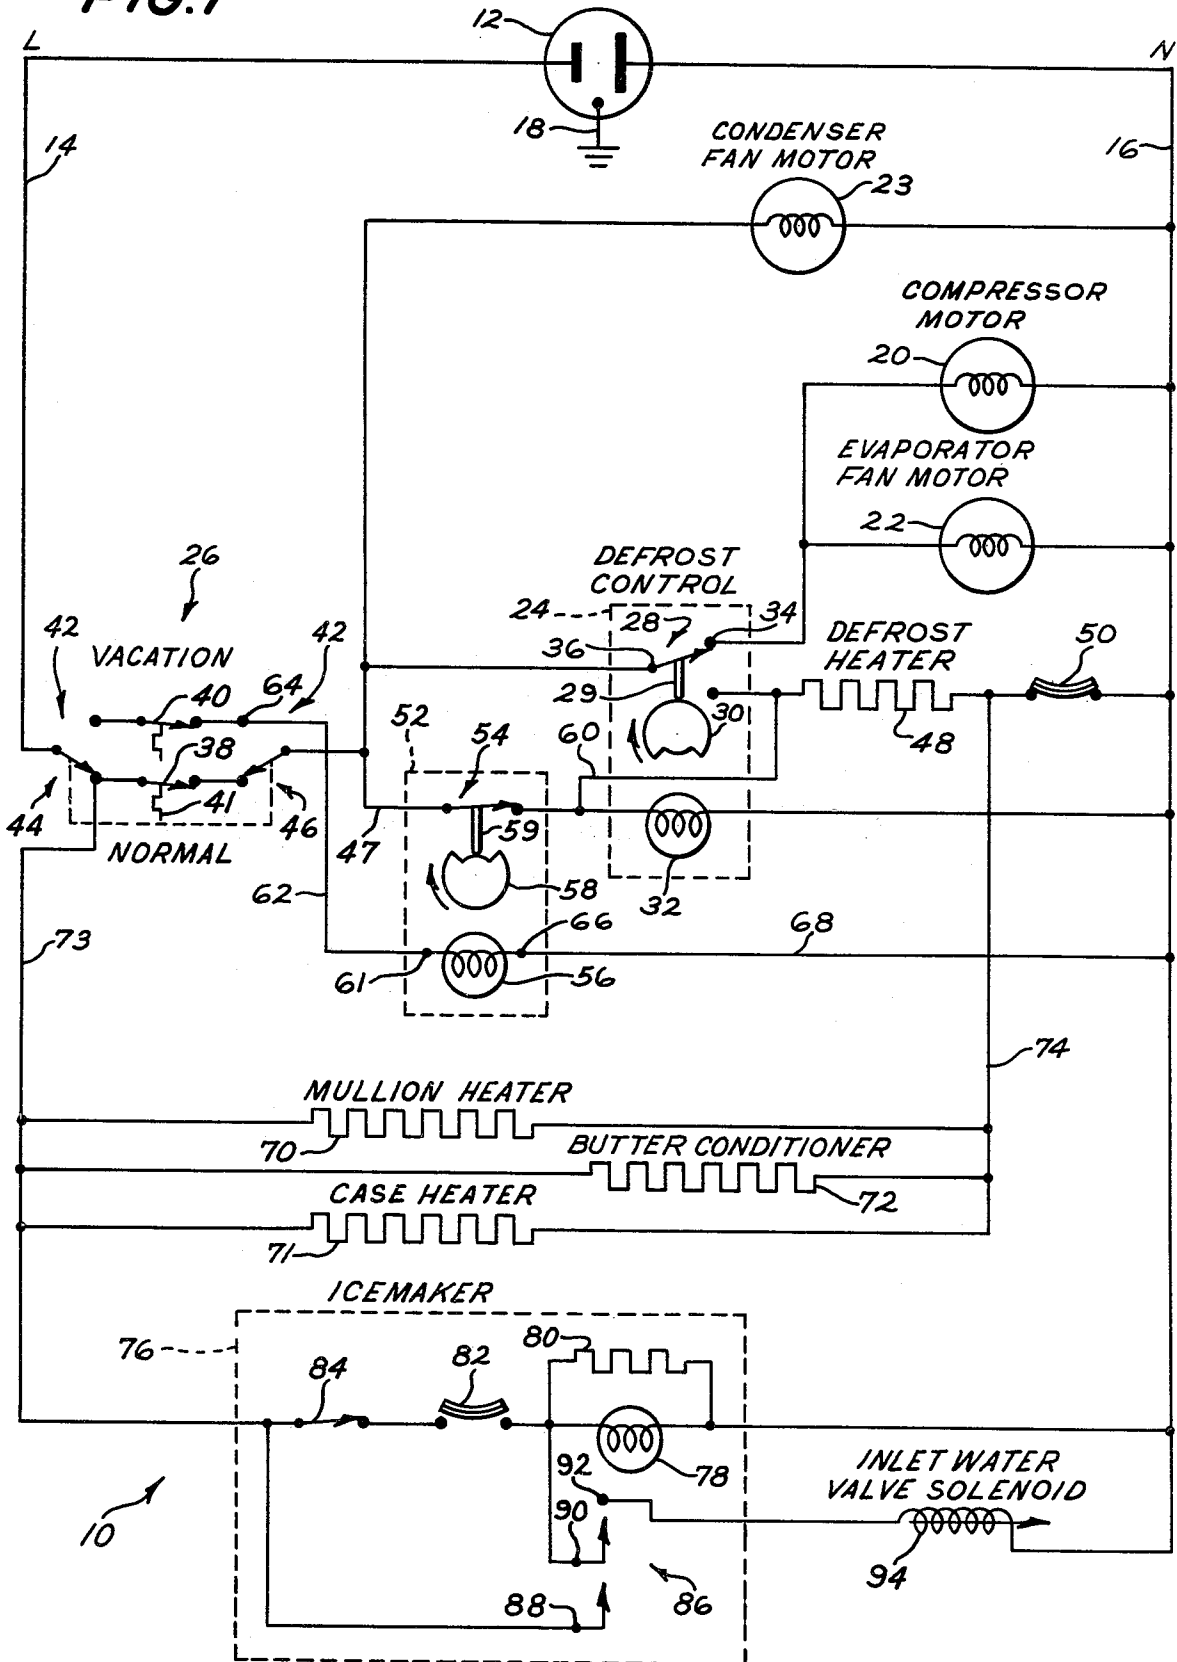 FIG.1
L
12
N
14
18
CONDENSER
FAN MOTOR
16
23
COMPRESSOR
MOTOR
20
EVAPORATOR
FAN MOTOR
22
26
DEFROST
CONTROL
24
28
34
42
VACATION
42
36
DEFROST
HEATER
50
40
64
29
30
52
54
48
38
60
44
41
46
59
NORMAL
47
58
32
62
66
68
73
61
56
74
MULLION HEATER
70
BUTTER CONDITIONER
CASE HEATER
72
71
ICEMAKER
76
80
84
82
92
78
INLET WATER
VALVE SOLENOID
10
90
94
88
86